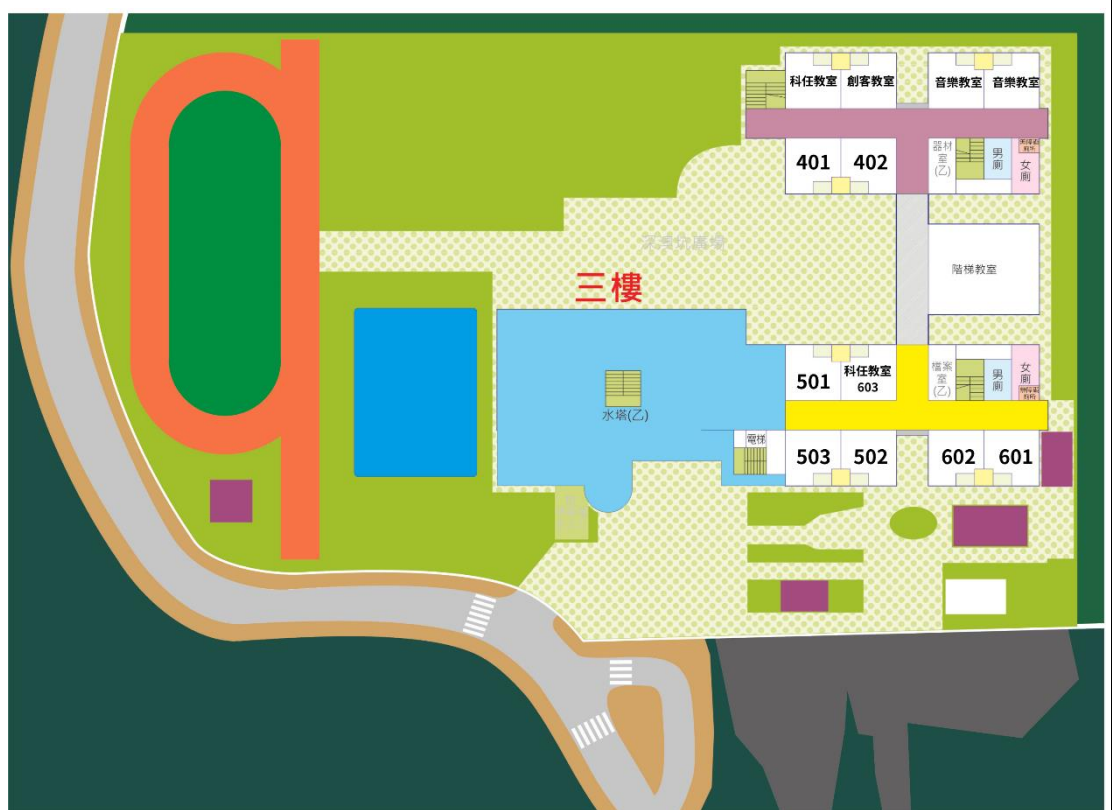 科任教室 創客教室 音樂教室 音樂教室
401 402
器材
室
(乙)
男
廁
女
廁
階梯教室
三樓
501
科任教室
603
檔案
室
(乙)
男
廁
女
廁
水塔(乙)
電梯
503 502 602 601